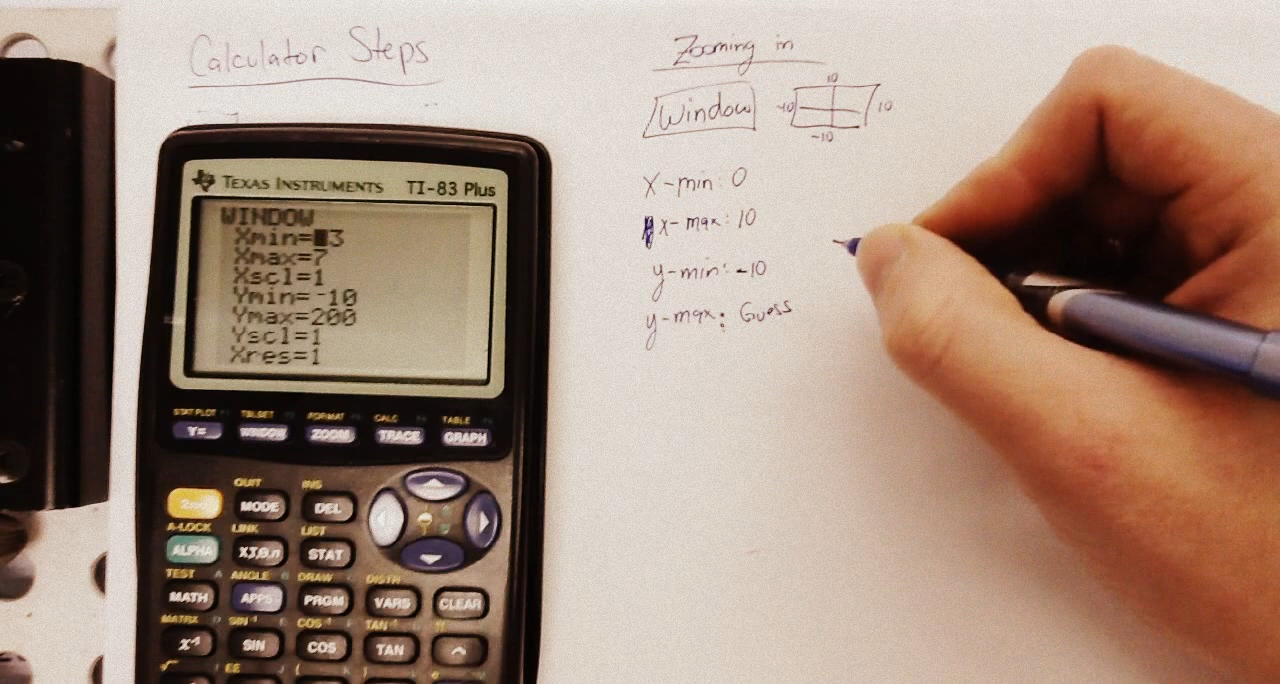 Calculator Steps
Zooming in
Window
10
-10
10
-10
x-min: 0
x-max: 10
y-min: -10
y-max: Guess
TEXAS INSTRUMENTS TI-83 Plus
WINDOW
Xmin=█3
Xmax=7
Xscl=1
Ymin=-10
Ymax=200
Yscl=1
Xres=1
STAT PLOT TBLSET FORMAT CALC TABLE
Y= WINDOW ZOOM TRACE GRAPH
QUIT INS
2nd MODE DEL
A-LOCK LINK LIST
ALPHA X,T,θ,n STAT
TEST A ANGLE B DRAW C DISTR
MATH APPS PRGM VARS CLEAR
MATRX D SIN⁻¹ E COS⁻¹ F TAN⁻¹ G π
x⁻¹ SIN COS TAN ^
√ EE